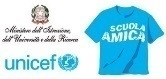 Ministero dell'Istruzione,
dell'Università e della Ricerca
unicef
SCUOLA
AMICA